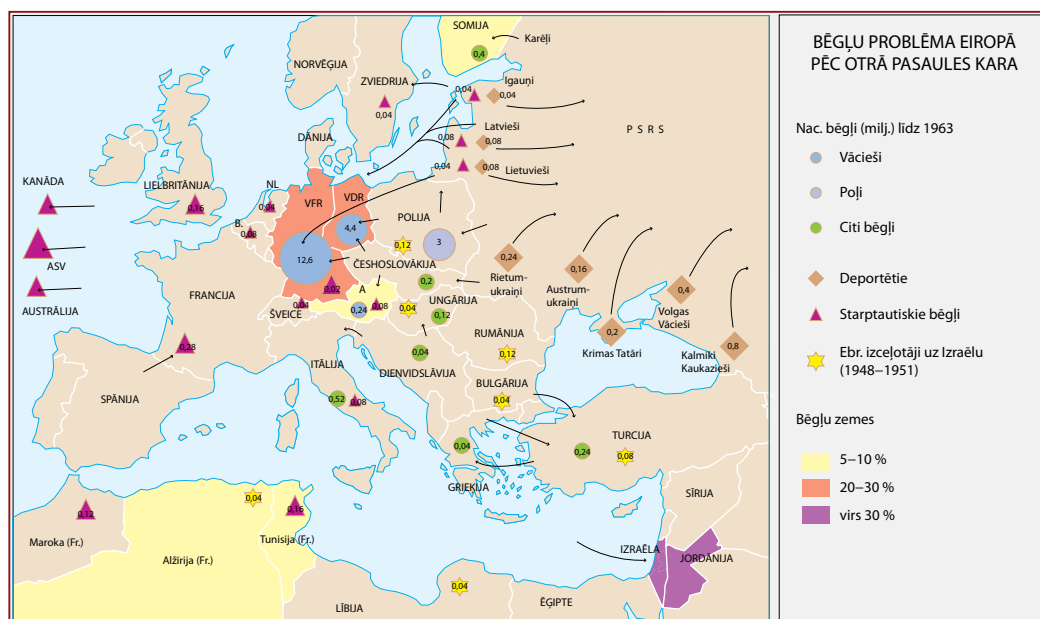 BĒGĻU PROBLĒMA EIROPĀ
PĒC OTRĀ PASAULES KARA
Nac. bēgļi (milj.) līdz 1963
Vācieši
Poļi
Citi bēgļi
Deportētie
Starptautiskie bēgļi
Ebr. izceļotāji uz Izraēlu
(1948–1951)
Bēgļu zemes
5–10 %
20–30 %
virs 30 %
SOMIJA
Karēļi
0,4
NORVĒĢIJA
ZVIEDRIJA
0,04
Igauņi
0,04
0,04
P S R S
Latvieši
0,08
0,08
DĀNIJA
Lietuvieši
0,04
0,08
KANĀDA
LIELBRITĀNIJA
0,16
NL
0,04
VFR
VDR
4,4
POLIJA
0,12
3
B.
0,08
ASV
12,6
ČEHOSLOVĀKIJA
0,2
0,24
Rietum-
ukraiņi
0,16
Austrum-
ukraiņi
AUSTRĀLIJA
FRANCIJA
0,02
A
0,04
ŠVEICE
0,24
0,08
0,04
UNGĀRIJA
0,12
0,4
Volgas
Vācieši
0,28
RUMĀNIJA
0,12
0,2
Krimas Tatāri
0,8
Kalmiki
Kaukazieši
0,04
DIENVIDSLĀVIJA
ITĀLIJA
0,52
0,08
SPĀNIJA
BULGĀRIJA
0,04
0,04
GRIEĶIJA
TURCIJA
0,24
0,08
SĪRIJA
0,12
Maroka (Fr.)
0,04
Alžīrija (Fr.)
0,16
Tunisija (Fr.)
IZRAĒLA
JORDĀNIJA
0,04
LĪBIJA
ĒĢIPTE